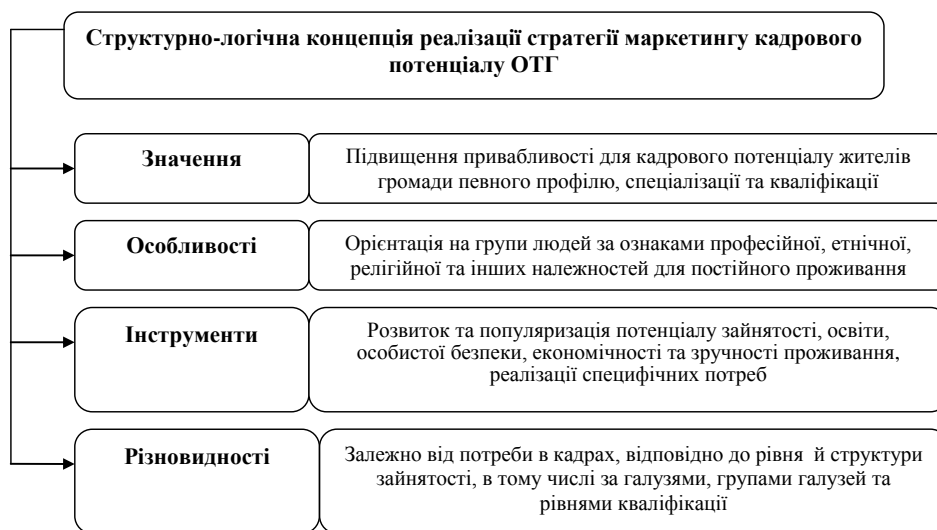 Структурно-логічна концепція реалізації стратегії маркетингу кадрового
потенціалу ОТГ
Значення
Підвищення привабливості для кадрового потенціалу жителів
громади певного профілю, спеціалізації та кваліфікації
Особливості
Орієнтація на групи людей за ознаками професійної, етнічної,
релігійної та інших належностей для постійного проживання
Інструменти
Розвиток та популяризація потенціалу зайнятості, освіти,
особистої безпеки, економічності та зручності проживання,
реалізації специфічних потреб
Різновидності
Залежно від потреби в кадрах, відповідно до рівня й структури
зайнятості, в тому числі за галузями, групами галузей та
рівнями кваліфікації